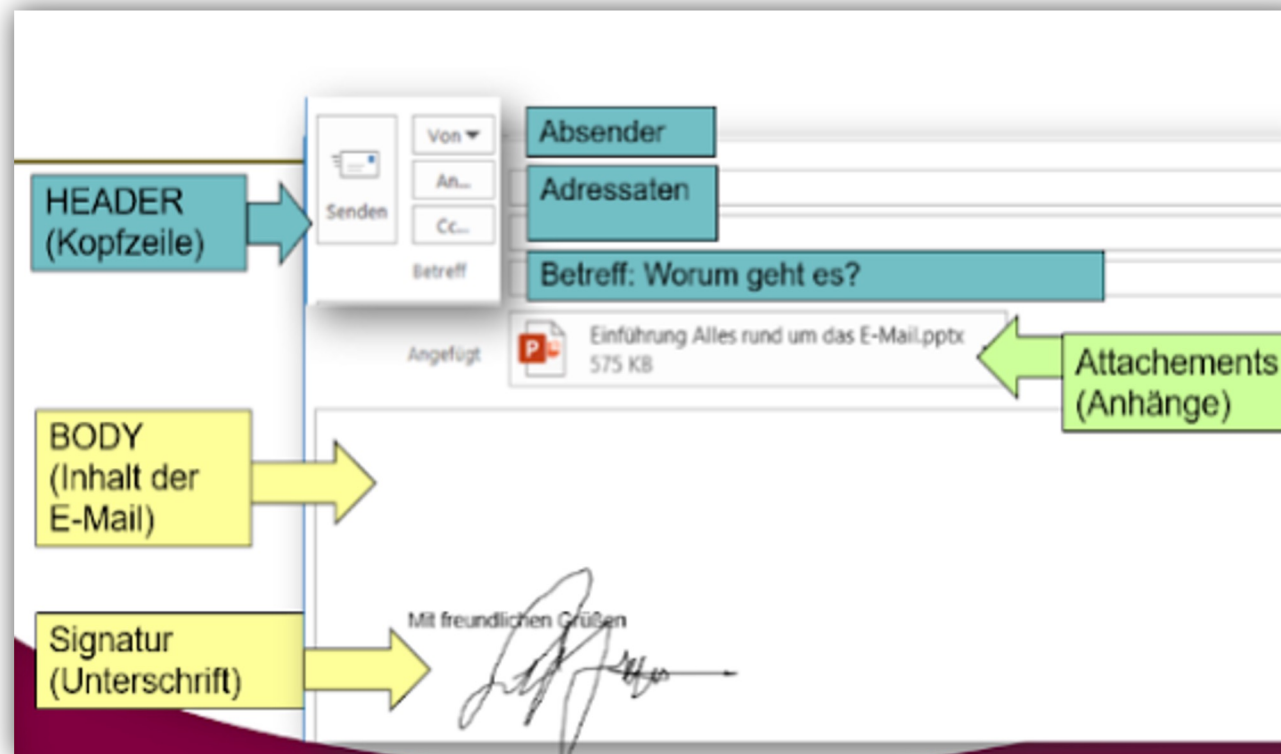 Von
Absender
HEADER
(Kopfzeile)
Senden
An...
Adressaten
Cc...
Betreff
Betreff: Worum geht es?
Angefügt
Einführung Alles rund um das E-Mail.pptx
575 KB
Attachements
(Anhänge)
BODY
(Inhalt der
E-Mail)
Mit freundlichen Grüßen
Signatur
(Unterschrift)